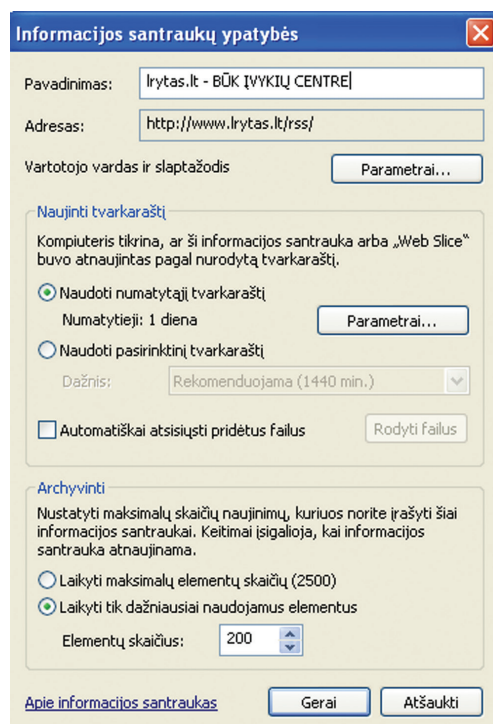 Informacijos santraukų ypatybės
Pavadinimas: lrytas.lt - BŪK ĮVYKIŲ CENTRE
Adresas: http://www.lrytas.lt/rss/
Vartotojo vardas ir slaptažodis Parametrai...
Naujinti tvarkaraštį
Kompiuteris tikrina, ar ši informacijos santrauka arba „Web Slice“
buvo atnaujintas pagal nurodytą tvarkaraštį.
Naudoti numatytąjį tvarkaraštį
Numatytieji: 1 diena Parametrai...
Naudoti pasirinktinį tvarkaraštį
Dažnis: Rekomenduojama (1440 min.)
Automatiškai atsisiųsti pridėtus failus Rodyti failus
Archyvinti
Nustatyti maksimalų skaičių naujinimų, kuriuos norite įrašyti šiai
informacijos santraukai. Keitimai įsigalioja, kai informacijos
santrauka atnaujinama.
Laikyti maksimalų elementų skaičių (2500)
Laikyti tik dažniausiai naudojamus elementus
Elementų skaičius: 200
Apie informacijos santraukas Gerai Atšaukti